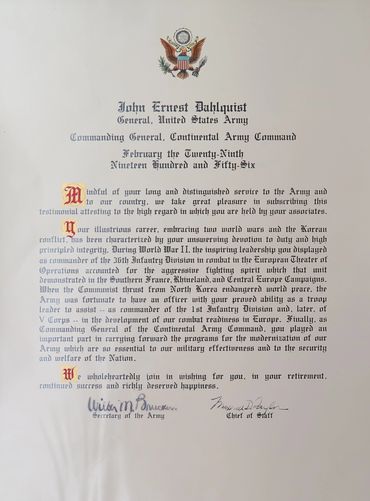 John Ernest Dahlquist
General, United States Army
Commanding General, Continental Army Command
February the Twenty-Ninth
Nineteen Hundred and Fifty-Six
Mindful of your long and distinguished service to the Army and
to our country, we take great pleasure in subscribing this
testimonial attesting to the high regard in which you are held by your associates.
Your illustrious career, embracing two world wars and the Korean
conflict, has been characterized by your unswerving devotion to duty and high
principled integrity. During World War II, the inspiring leadership you displayed
as commander of the 36th Infantry Division in combat in the European Theater of
Operations accounted for the aggressive fighting spirit which that unit
demonstrated in the Southern France, Rhineland, and Central Europe Campaigns.
When the Communist thrust from North Korea endangered world peace, the
Army was fortunate to have an officer with your proved ability as a troop
leader to assist -- as commander of the 1st Infantry Division and, later, of
V Corps -- in the development of our combat readiness in Europe. Finally, as
Commanding General of the Continental Army Command, you played an
important part in carrying forward the programs for the modernization of our
Army which are so essential to our military effectiveness and to the security
and welfare of the Nation.
We wholeheartedly join in wishing for you, in your retirement,
continued success and richly deserved happiness.
Wilber M Brucker
Maxwell D Taylor
Secretary of the Army
Chief of Staff